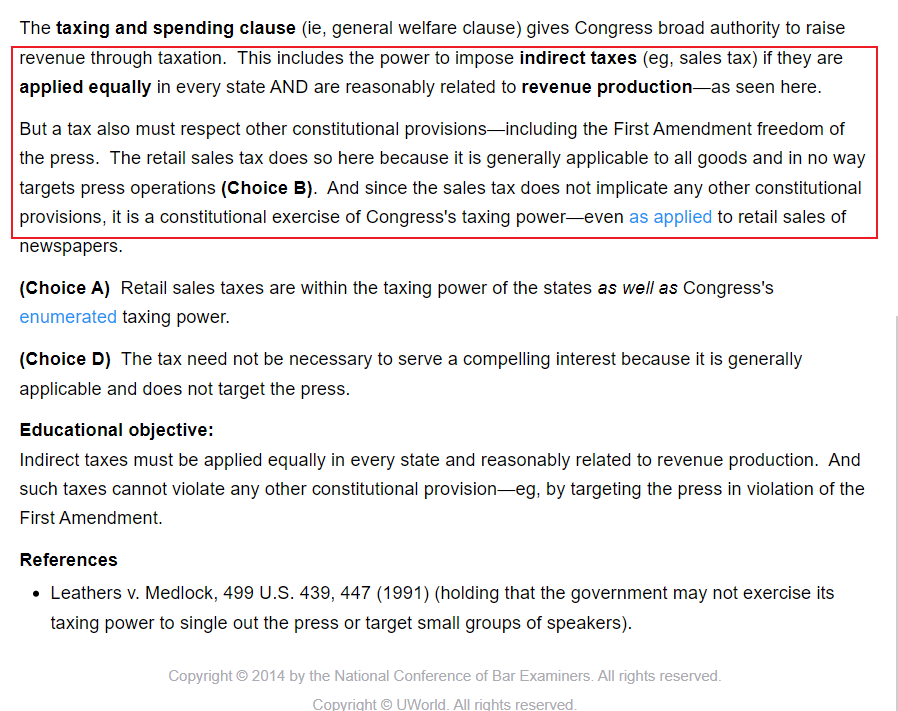 The taxing and spending clause (ie, general welfare clause) gives Congress broad authority to raise
revenue through taxation. This includes the power to impose indirect taxes (eg, sales tax) if they are
applied equally in every state AND are reasonably related to revenue production—as seen here.
But a tax also must respect other constitutional provisions—including the First Amendment freedom of
the press. The retail sales tax does so here because it is generally applicable to all goods and in no way
targets press operations (Choice B). And since the sales tax does not implicate any other constitutional
provisions, it is a constitutional exercise of Congress's taxing power—even as applied to retail sales of
newspapers.
(Choice A) Retail sales taxes are within the taxing power of the states as well as Congress's
enumerated taxing power.
(Choice D) The tax need not be necessary to serve a compelling interest because it is generally
applicable and does not target the press.
Educational objective:
Indirect taxes must be applied equally in every state and reasonably related to revenue production. And
such taxes cannot violate any other constitutional provision—eg, by targeting the press in violation of the
First Amendment.
References
• Leathers v. Medlock, 499 U.S. 439, 447 (1991) (holding that the government may not exercise its
taxing power to single out the press or target small groups of speakers).
Copyright © 2014 by the National Conference of Bar Examiners. All rights reserved.
Copyright © UWorld. All rights reserved.